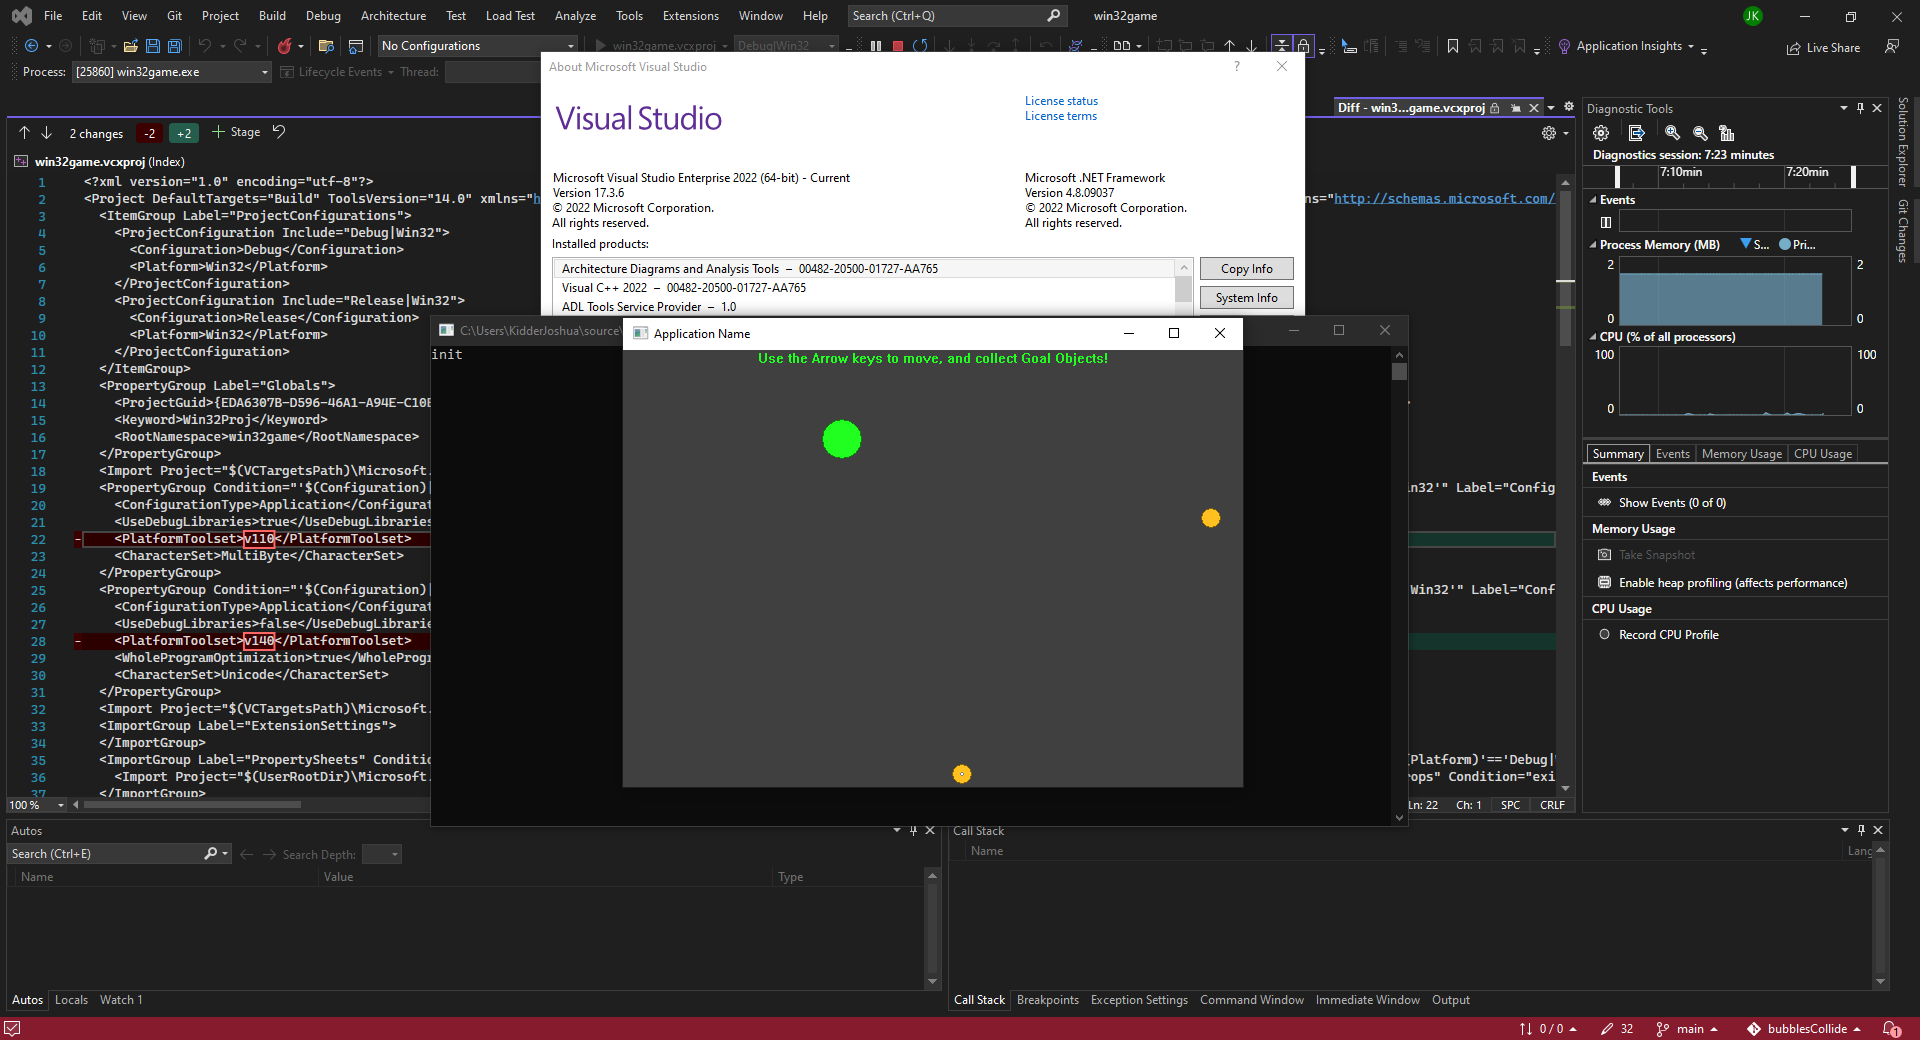 File Edit View Git Project Build Debug Architecture Test Load Test Analyze Tools Extensions Window Help Search (Ctrl+Q) win32game JK
No Configurations win32game.vcxproj Debug|Win32 Application Insights Live Share
Process: [25860] win32game.exe Lifecycle Events Thread:
About Microsoft Visual Studio ?
Visual Studio
License status
License terms
Microsoft Visual Studio Enterprise 2022 (64-bit) - Current
Version 17.3.6
© 2022 Microsoft Corporation.
All rights reserved.
Microsoft .NET Framework
Version 4.8.09037
© 2022 Microsoft Corporation.
All rights reserved.
Installed products:
Architecture Diagrams and Analysis Tools – 00482-20500-01727-AA765
Visual C++ 2022 – 00482-20500-01727-AA765
ADL Tools Service Provider – 1.0
Copy Info
System Info
Diff - win3...game.vcxproj
2 changes -2 +2 Stage
win32game.vcxproj (Index)
1 <?xml version="1.0" encoding="utf-8"?>
2 <Project DefaultTargets="Build" ToolsVersion="14.0" xmlns="h
3 <ItemGroup Label="ProjectConfigurations">
4 <ProjectConfiguration Include="Debug|Win32">
5 <Configuration>Debug</Configuration>
6 <Platform>Win32</Platform>
7 </ProjectConfiguration>
8 <ProjectConfiguration Include="Release|Win32">
9 <Configuration>Release</Configuration>
10 <Platform>Win32</Platform>
11 </ProjectConfiguration>
12 </ItemGroup>
13 <PropertyGroup Label="Globals">
14 <ProjectGuid>{EDA6307B-D596-46A1-A94E-C10E
15 <Keyword>Win32Proj</Keyword>
16 <RootNamespace>win32game</RootNamespace>
17 </PropertyGroup>
18 <Import Project="$(VCTargetsPath)\Microsoft.
19 <PropertyGroup Condition="'$(Configuration)|
20 <ConfigurationType>Application</Configurat
21 <UseDebugLibraries>true</UseDebugLibraries
22 - <PlatformToolset>v110</PlatformToolset>
23 <CharacterSet>MultiByte</CharacterSet>
24 </PropertyGroup>
25 <PropertyGroup Condition="'$(Configuration)|
26 <ConfigurationType>Application</Configurat
27 <UseDebugLibraries>false</UseDebugLibrarie
28 - <PlatformToolset>v140</PlatformToolset>
29 <WholeProgramOptimization>true</WholeProgr
30 <CharacterSet>Unicode</CharacterSet>
31 </PropertyGroup>
32 <Import Project="$(VCTargetsPath)\Microsoft.
33 <ImportGroup Label="ExtensionSettings">
34 </ImportGroup>
35 <ImportGroup Label="PropertySheets" Conditio
36 <Import Project="$(UserRootDir)\Microsoft.
37 </ImportGroup>
100 %
ns="http://schemas.microsoft.com/
in32'" Label="Config
Win32'" Label="Conf
(Platform)'=='Debug|
ops" Condition="exi
Ln: 22 Ch: 1 SPC CRLF
C:\Users\KidderJoshua\source\
init
Application Name
Use the Arrow keys to move, and collect Goal Objects!
Diagnostic Tools
Diagnostics session: 7:23 minutes
7:10min 7:20min
Events
Process Memory (MB) S... Pri...
2 2
0 0
CPU (% of all processors)
100 100
0 0
Summary Events Memory Usage CPU Usage
Events
Show Events (0 of 0)
Memory Usage
Take Snapshot
Enable heap profiling (affects performance)
CPU Usage
Record CPU Profile
Solution Explorer
Git Changes
Autos
Search (Ctrl+E) Search Depth:
Name Value Type
Autos Locals Watch 1
Call Stack
Name Lang
Call Stack Breakpoints Exception Settings Command Window Immediate Window Output
0 / 0 32 main bubblesCollide 1